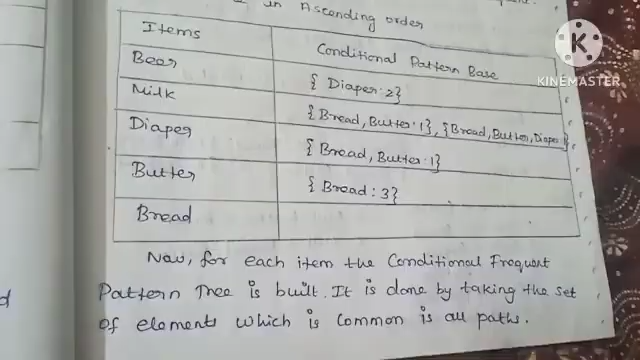 in Ascending order
Items Conditional Pattern Base
Beer { Diaper:2}
Milk { Bread, Butter:1}, {Bread, Butter, Diaper:1}
Diaper { Bread, Butter:1}
Butter { Bread: 3}
Bread
Now, for each item the Conditional Frequent
Pattern Tree is built. It is done by taking the set
of elements which is common is all paths.
K
KINEMASTER